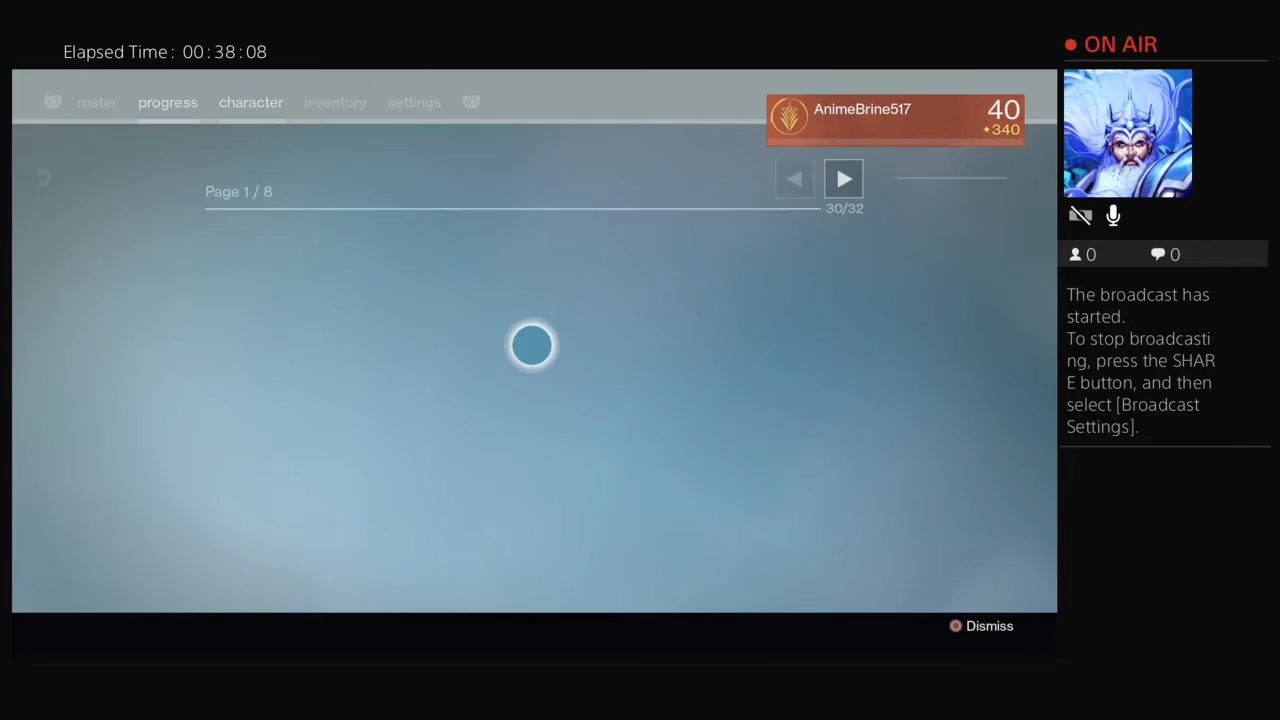 Elapsed Time: 00:38:08
ON AIR
roster progress character inventory settings
AnimeBrine517 40
340
Page 1 / 8
30/32
0 0
The broadcast has
started.
To stop broadcasti
ng, press the SHAR
E button, and then
select [Broadcast
Settings].
Dismiss